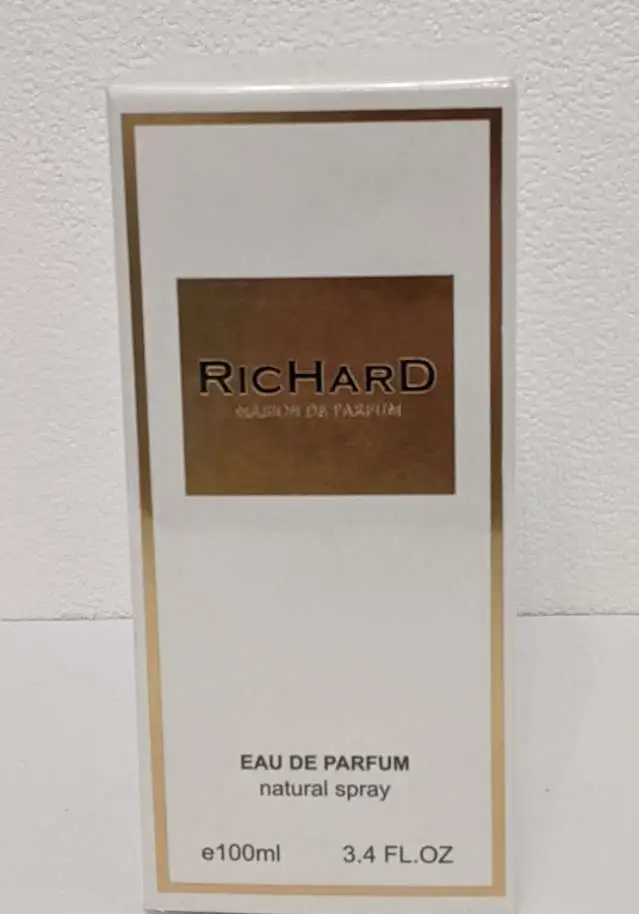 RICHARD
MAISON DE PARFUM
EAU DE PARFUM
natural spray
e100ml 3.4 FL.OZ